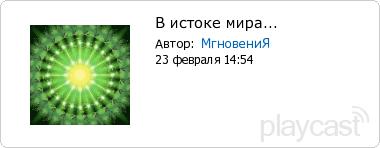 В истоке мира...
Автор: МгновениЯ
23 февраля 14:54
playcast